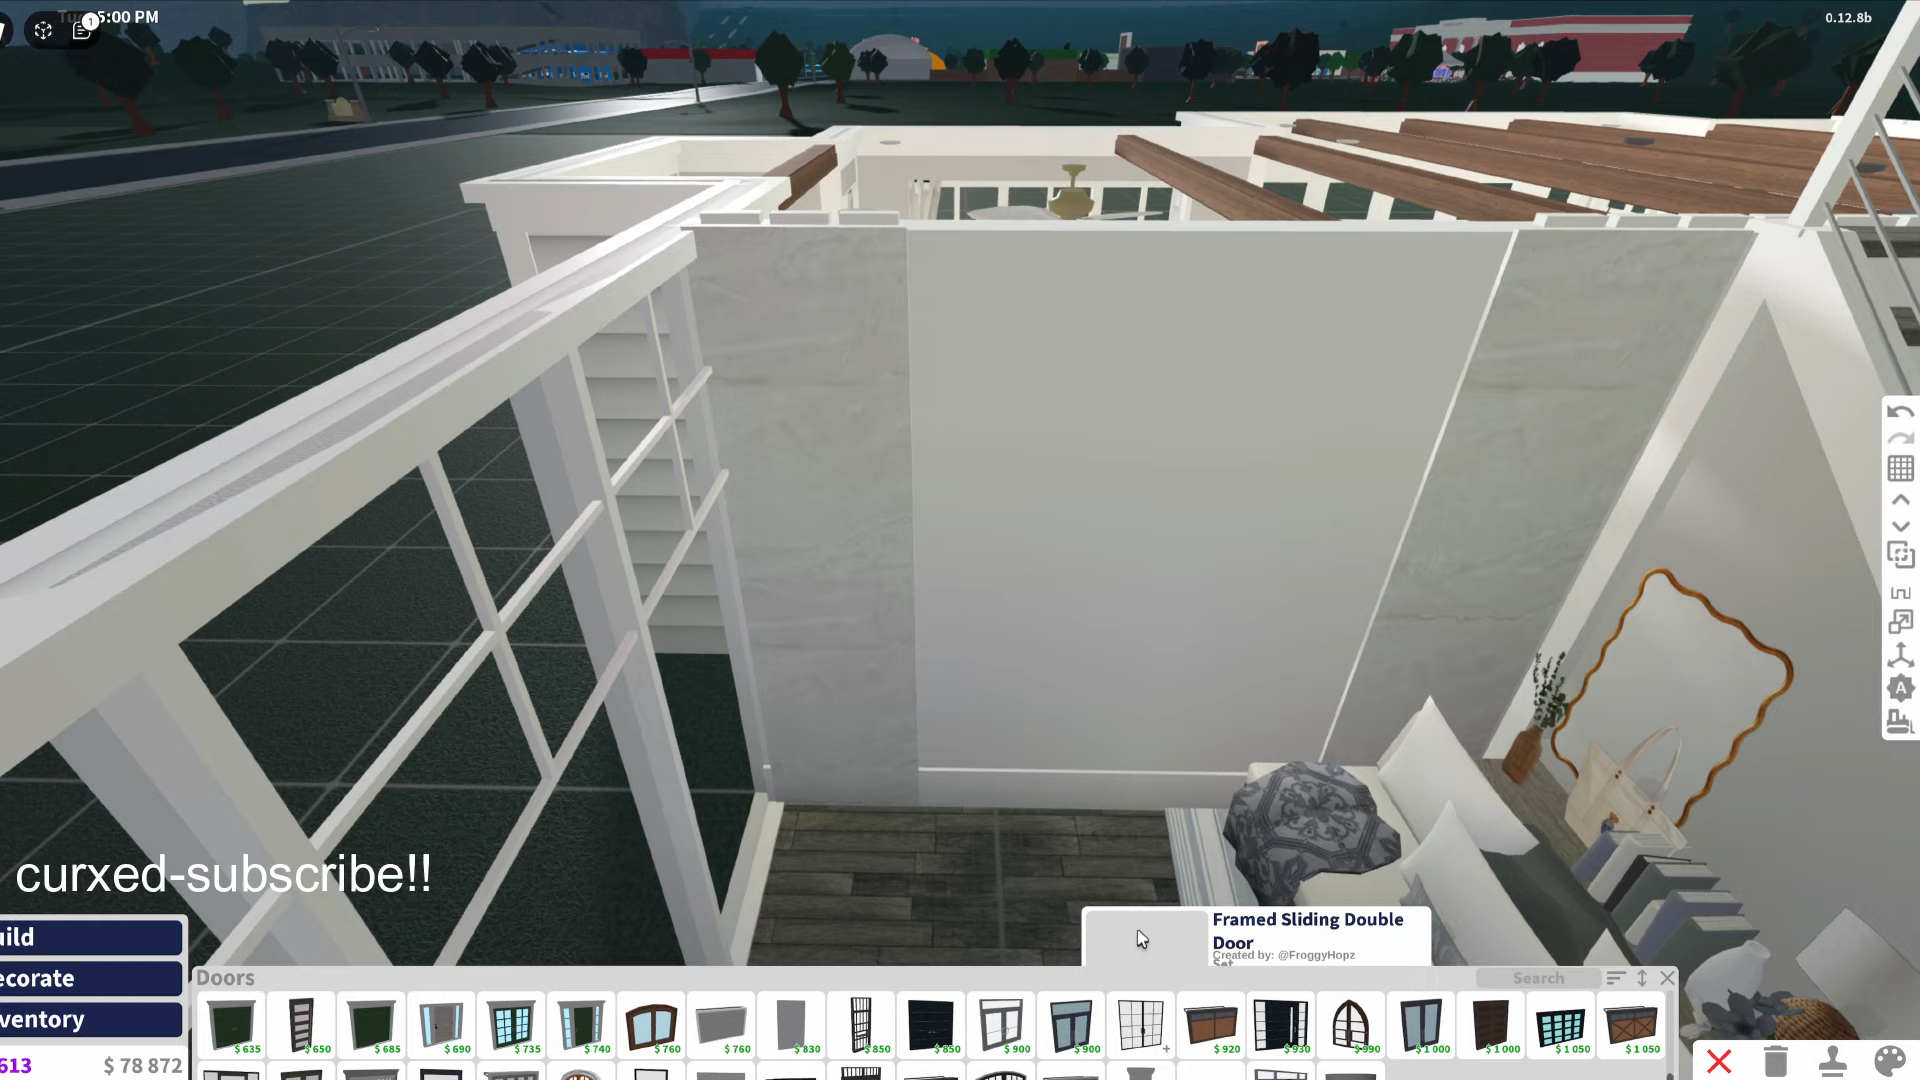 5:00 PM
1
0.12.8b
A
curxed-subscribe!!
uild
ecorate
ventory
613
$ 78 872
Framed Sliding Double
Door
Created by: @FroggyHopz
Doors
Search
$ 635
$ 650
$ 685
$ 690
$ 735
$ 740
$ 760
$ 760
$ 830
$ 850
$ 850
$ 900
$ 900
$ 920
$ 930
$ 990
$ 1 000
$ 1 000
$ 1 050
$ 1 050